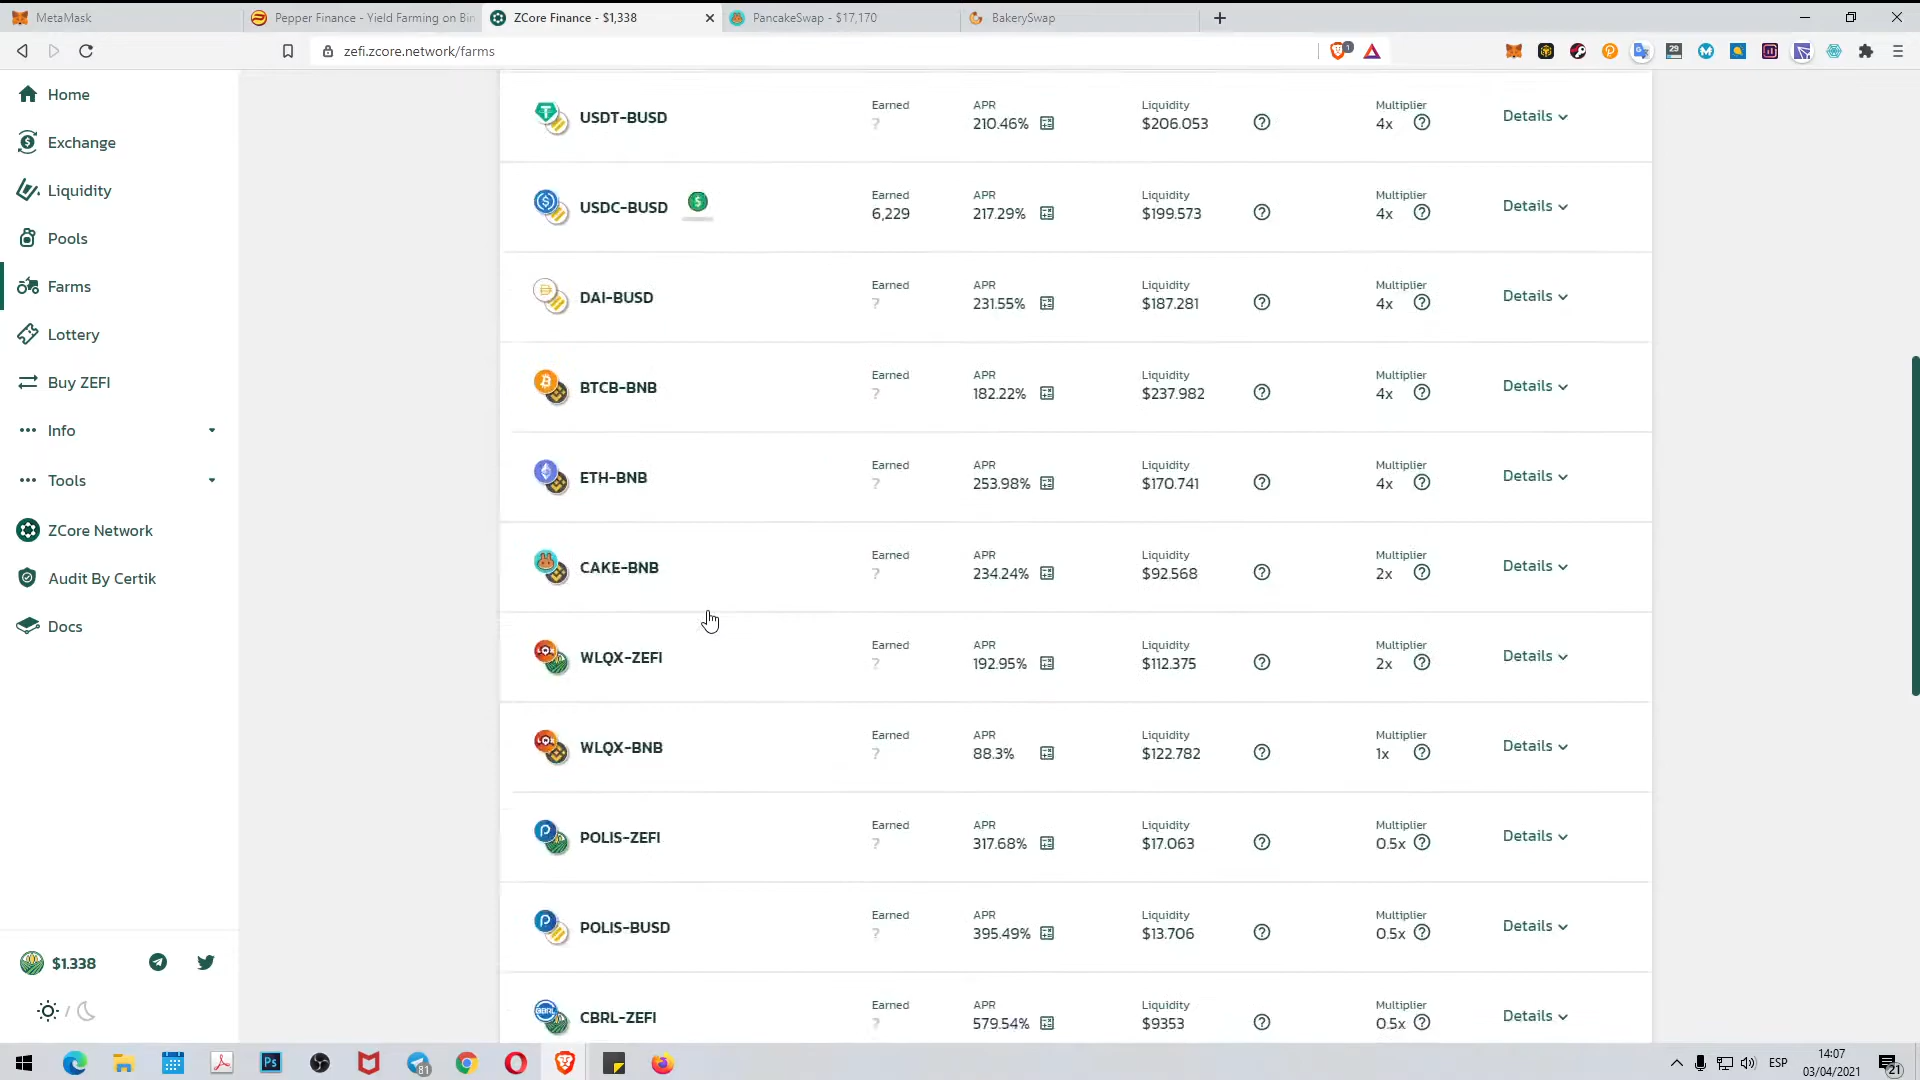 MetaMask
Pepper Finance - Yield Farming on Bin
ZCore Finance - $1,338
PancakeSwap - $17,170
BakerySwap
zefi.zcore.network/farms
1
29
Home
Exchange
Liquidity
Pools
Farms
Lottery
Buy ZEFI
Info
Tools
ZCore Network
Audit By Certik
Docs
$1.338
/
USDT-BUSD
Earned
?
APR
210.46%
Liquidity
$206.053
Multiplier
4x
Details
USDC-BUSD
Earned
6,229
APR
217.29%
Liquidity
$199.573
Multiplier
4x
Details
DAI-BUSD
Earned
?
APR
231.55%
Liquidity
$187.281
Multiplier
4x
Details
BTCB-BNB
Earned
?
APR
182.22%
Liquidity
$237.982
Multiplier
4x
Details
ETH-BNB
Earned
?
APR
253.98%
Liquidity
$170.741
Multiplier
4x
Details
CAKE-BNB
Earned
?
APR
234.24%
Liquidity
$92.568
Multiplier
2x
Details
WLQX-ZEFI
Earned
?
APR
192.95%
Liquidity
$112.375
Multiplier
2x
Details
WLQX-BNB
Earned
?
APR
88.3%
Liquidity
$122.782
Multiplier
1x
Details
POLIS-ZEFI
Earned
?
APR
317.68%
Liquidity
$17.063
Multiplier
0.5x
Details
POLIS-BUSD
Earned
?
APR
395.49%
Liquidity
$13.706
Multiplier
0.5x
Details
CBRL-ZEFI
Earned
?
APR
579.54%
Liquidity
$9353
Multiplier
0.5x
Details
Ps
81
ESP
14:07
03/04/2021
21